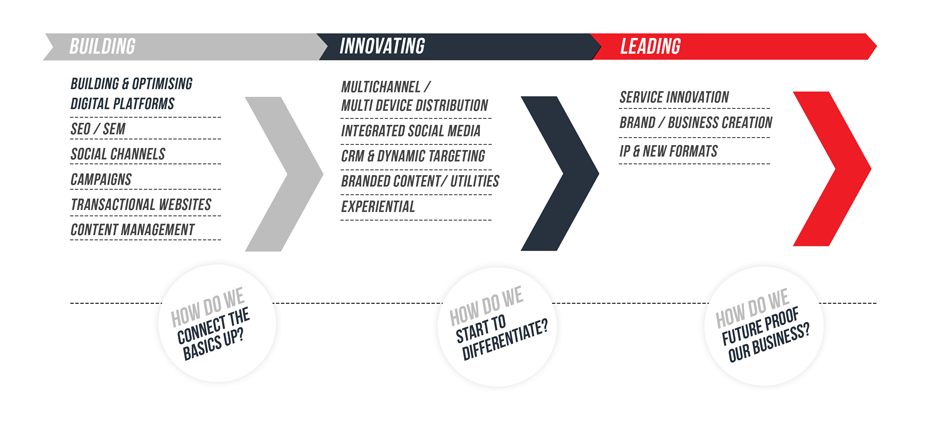 BUILDING
INNOVATING
LEADING
BUILDING & OPTIMISING
DIGITAL PLATFORMS
SEO / SEM
SOCIAL CHANNELS
CAMPAIGNS
TRANSACTIONAL WEBSITES
CONTENT MANAGEMENT
MULTICHANNEL /
MULTI DEVICE DISTRIBUTION
INTEGRATED SOCIAL MEDIA
CRM & DYNAMIC TARGETING
BRANDED CONTENT/ UTILITIES
EXPERIENTIAL
SERVICE INNOVATION
BRAND / BUSINESS CREATION
IP & NEW FORMATS
HOW DO WE
CONNECT THE
BASICS UP?
HOW DO WE
START TO
DIFFERENTIATE?
HOW DO WE
FUTURE PROOF
OUR BUSINESS?